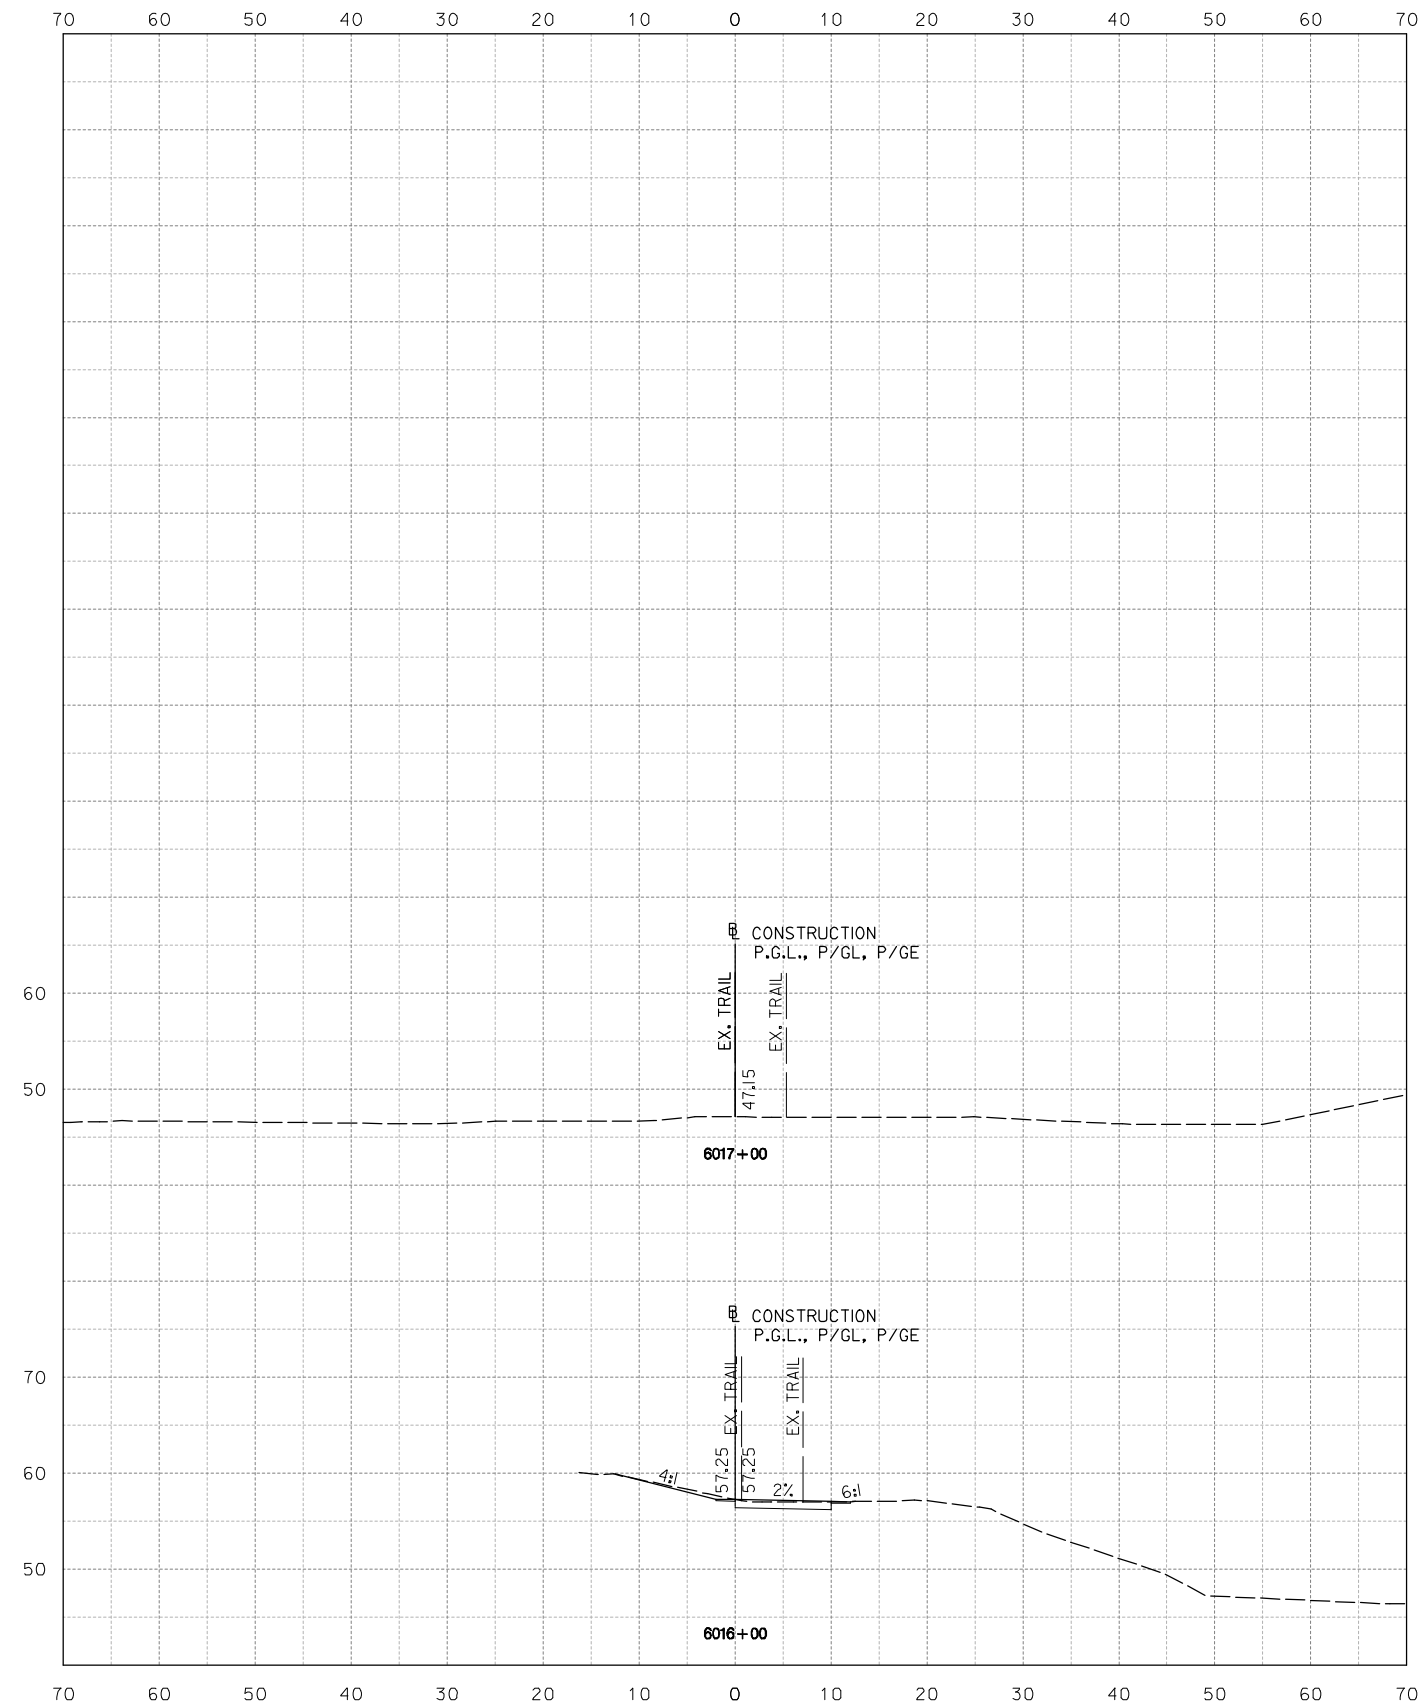 70 60 50 40 30 20 10 0 10 20 30 40 50 60 70
℄ CONSTRUCTION
P.G.L., P/GL, P/GE
EX. TRAIL
EX. TRAIL
60
50
47.15
6017+00
℄ CONSTRUCTION
P.G.L., P/GL, P/GE
EX. TRAIL
EX. TRAIL
70
60
4:1
57.25
57.25
2%
6:1
50
6016+00
70 60 50 40 30 20 10 0 10 20 30 40 50 60 70